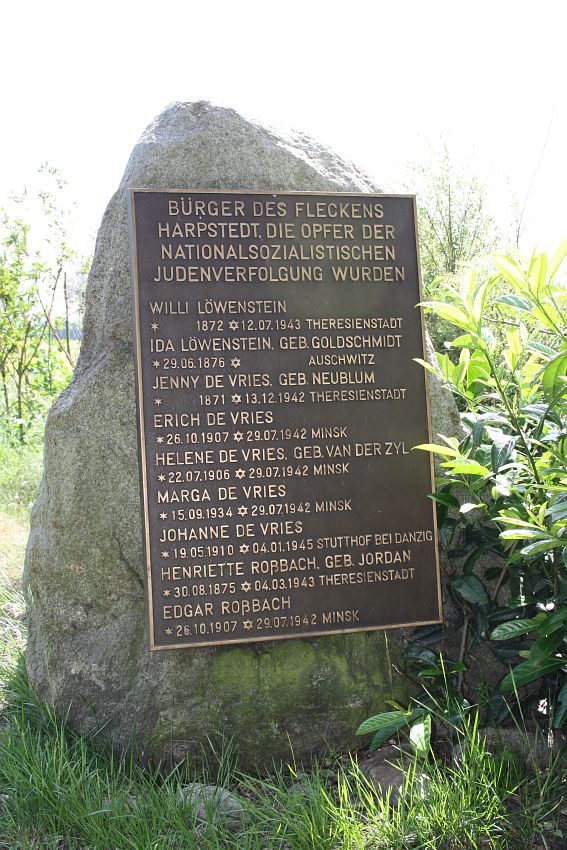 BÜRGER DES FLECKENS
HARPSTEDT, DIE OPFER DER
NATIONALSOZIALISTISCHEN
JUDENVERFOLGUNG WURDEN
WILLI LÖWENSTEIN
* 1872 ✡ 12.07.1943 THERESIENSTADT
IDA LÖWENSTEIN, GEB. GOLDSCHMIDT
* 29.06.1876 ✡ AUSCHWITZ
JENNY DE VRIES, GEB. NEUBLUM
* 1871 ✡ 13.12.1942 THERESIENSTADT
ERICH DE VRIES
* 26.10.1907 ✡ 29.07.1942 MINSK
HELENE DE VRIES, GEB. VAN DER ZYL
* 22.07.1906 ✡ 29.07.1942 MINSK
MARGA DE VRIES
* 15.09.1934 ✡ 29.07.1942 MINSK
JOHANNE DE VRIES
* 19.05.1910 ✡ 04.01.1945 STUTTHOF BEI DANZIG
HENRIETTE ROẞBACH, GEB. JORDAN
* 30.08.1875 ✡ 04.03.1943 THERESIENSTADT
EDGAR ROẞBACH
* 26.10.1907 ✡ 29.07.1942 MINSK